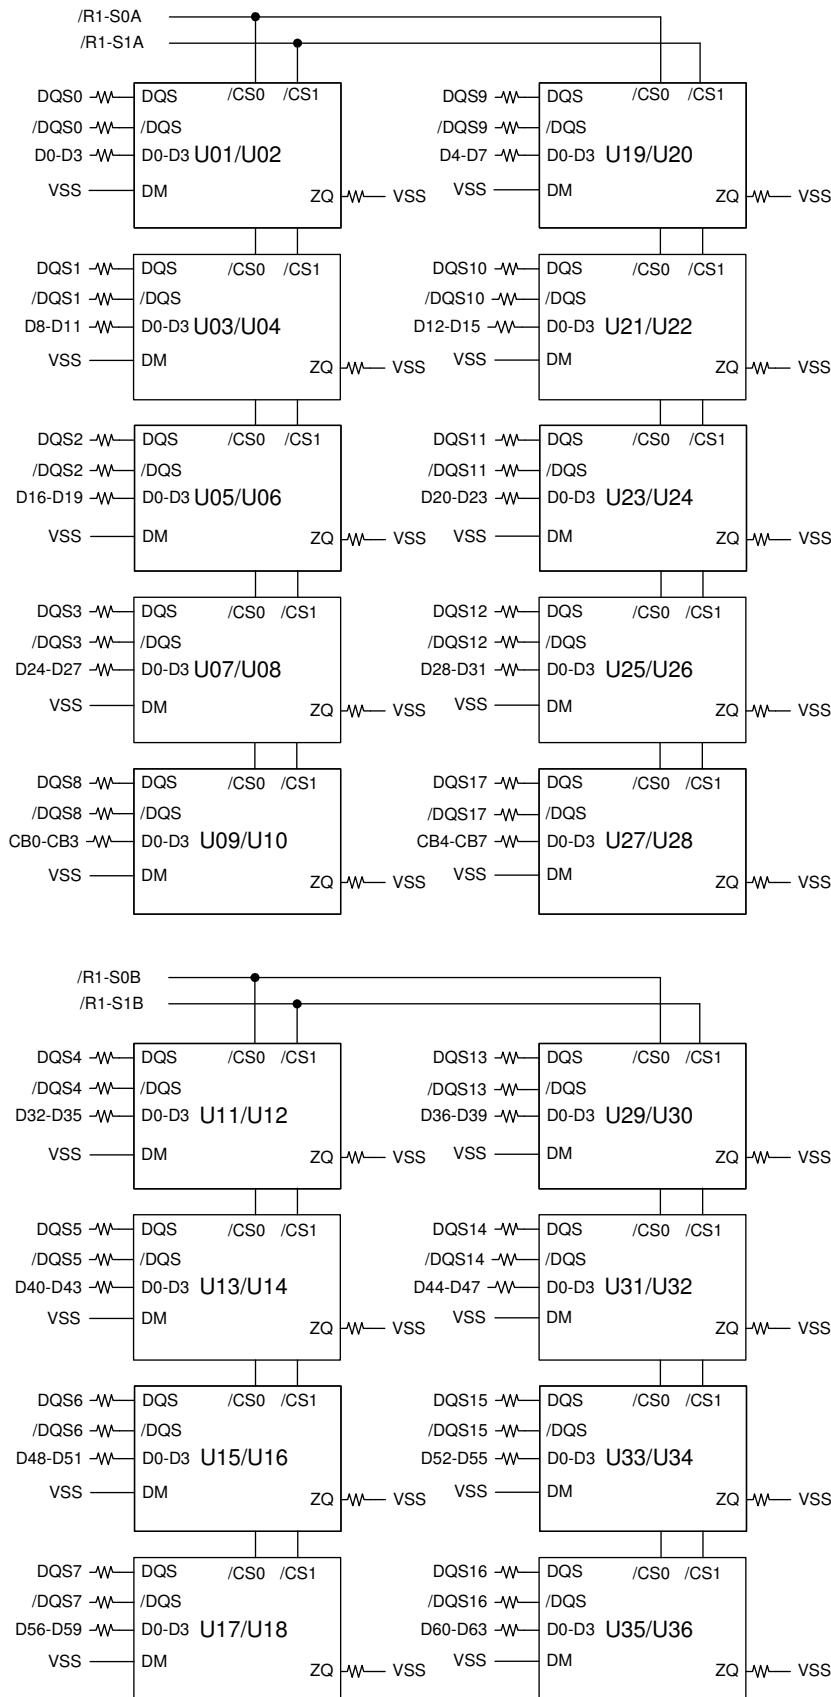 /R1-S0A
/R1-S1A
DQS0 DQS /CS0 /CS1 DQS9 DQS /CS0 /CS1
/DQS0 /DQS /DQS9 /DQS
D0-D3 D0-D3 U01/U02 D4-D7 D0-D3 U19/U20
VSS DM ZQ VSS VSS DM ZQ VSS
DQS1 DQS /CS0 /CS1 DQS10 DQS /CS0 /CS1
/DQS1 /DQS /DQS10 /DQS
D8-D11 D0-D3 U03/U04 D12-D15 D0-D3 U21/U22
VSS DM ZQ VSS VSS DM ZQ VSS
DQS2 DQS /CS0 /CS1 DQS11 DQS /CS0 /CS1
/DQS2 /DQS /DQS11 /DQS
D16-D19 D0-D3 U05/U06 D20-D23 D0-D3 U23/U24
VSS DM ZQ VSS VSS DM ZQ VSS
DQS3 DQS /CS0 /CS1 DQS12 DQS /CS0 /CS1
/DQS3 /DQS /DQS12 /DQS
D24-D27 D0-D3 U07/U08 D28-D31 D0-D3 U25/U26
VSS DM ZQ VSS VSS DM ZQ VSS
DQS8 DQS /CS0 /CS1 DQS17 DQS /CS0 /CS1
/DQS8 /DQS /DQS17 /DQS
CB0-CB3 D0-D3 U09/U10 CB4-CB7 D0-D3 U27/U28
VSS DM ZQ VSS VSS DM ZQ VSS
/R1-S0B
/R1-S1B
DQS4 DQS /CS0 /CS1 DQS13 DQS /CS0 /CS1
/DQS4 /DQS /DQS13 /DQS
D32-D35 D0-D3 U11/U12 D36-D39 D0-D3 U29/U30
VSS DM ZQ VSS VSS DM ZQ VSS
DQS5 DQS /CS0 /CS1 DQS14 DQS /CS0 /CS1
/DQS5 /DQS /DQS14 /DQS
D40-D43 D0-D3 U13/U14 D44-D47 D0-D3 U31/U32
VSS DM ZQ VSS VSS DM ZQ VSS
DQS6 DQS /CS0 /CS1 DQS15 DQS /CS0 /CS1
/DQS6 /DQS /DQS15 /DQS
D48-D51 D0-D3 U15/U16 D52-D55 D0-D3 U33/U34
VSS DM ZQ VSS VSS DM ZQ VSS
DQS7 DQS /CS0 /CS1 DQS16 DQS /CS0 /CS1
/DQS7 /DQS /DQS16 /DQS
D56-D59 D0-D3 U17/U18 D60-D63 D0-D3 U35/U36
VSS DM ZQ VSS VSS DM ZQ VSS